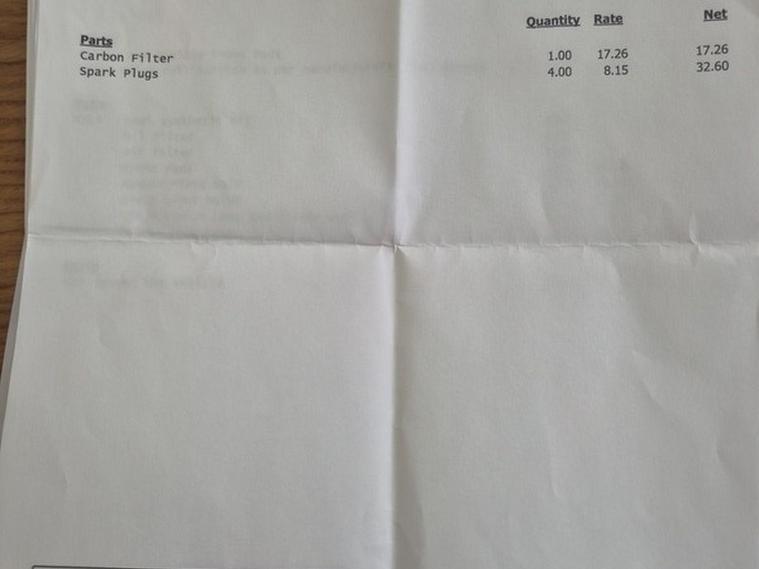 Quantity Rate Net
Parts
Carbon Filter 1.00 17.26 17.26
Spark Plugs 4.00 8.15 32.60